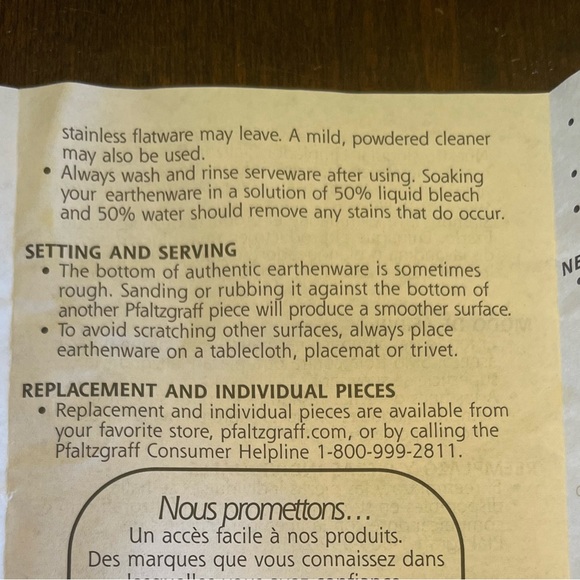 stainless flatware may leave. A mild, powdered cleaner
may also be used.
• Always wash and rinse serveware after using. Soaking
your earthenware in a solution of 50% liquid bleach
and 50% water should remove any stains that do occur.
SETTING AND SERVING
• The bottom of authentic earthenware is sometimes
rough. Sanding or rubbing it against the bottom of
another Pfaltzgraff piece will produce a smoother surface.
• To avoid scratching other surfaces, always place
earthenware on a tablecloth, placemat or trivet.
REPLACEMENT AND INDIVIDUAL PIECES
• Replacement and individual pieces are available from
your favorite store, pfaltzgraff.com, or by calling the
Pfaltzgraff Consumer Helpline 1-800-999-2811.
Nous promettons...
Un accès facile à nos produits.
Des marques que vous connaissez dans